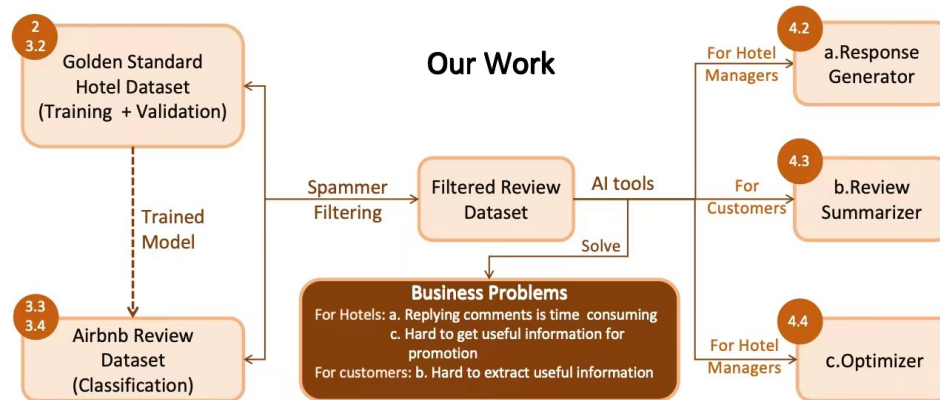 Our Work
2
3.2
Golden Standard
Hotel Dataset
(Training + Validation)
Trained
Model
3.3
3.4
Airbnb Review
Dataset
(Classification)
Spammer
Filtering
Filtered Review
Dataset
AI tools
Solve
Business Problems
For Hotels: a. Replying comments is time consuming
c. Hard to get useful information for
promotion
For customers: b. Hard to extract useful information
For Hotel
Managers
4.2
a.Response
Generator
For
Customers
4.3
b.Review
Summarizer
For Hotel
Managers
4.4
c.Optimizer